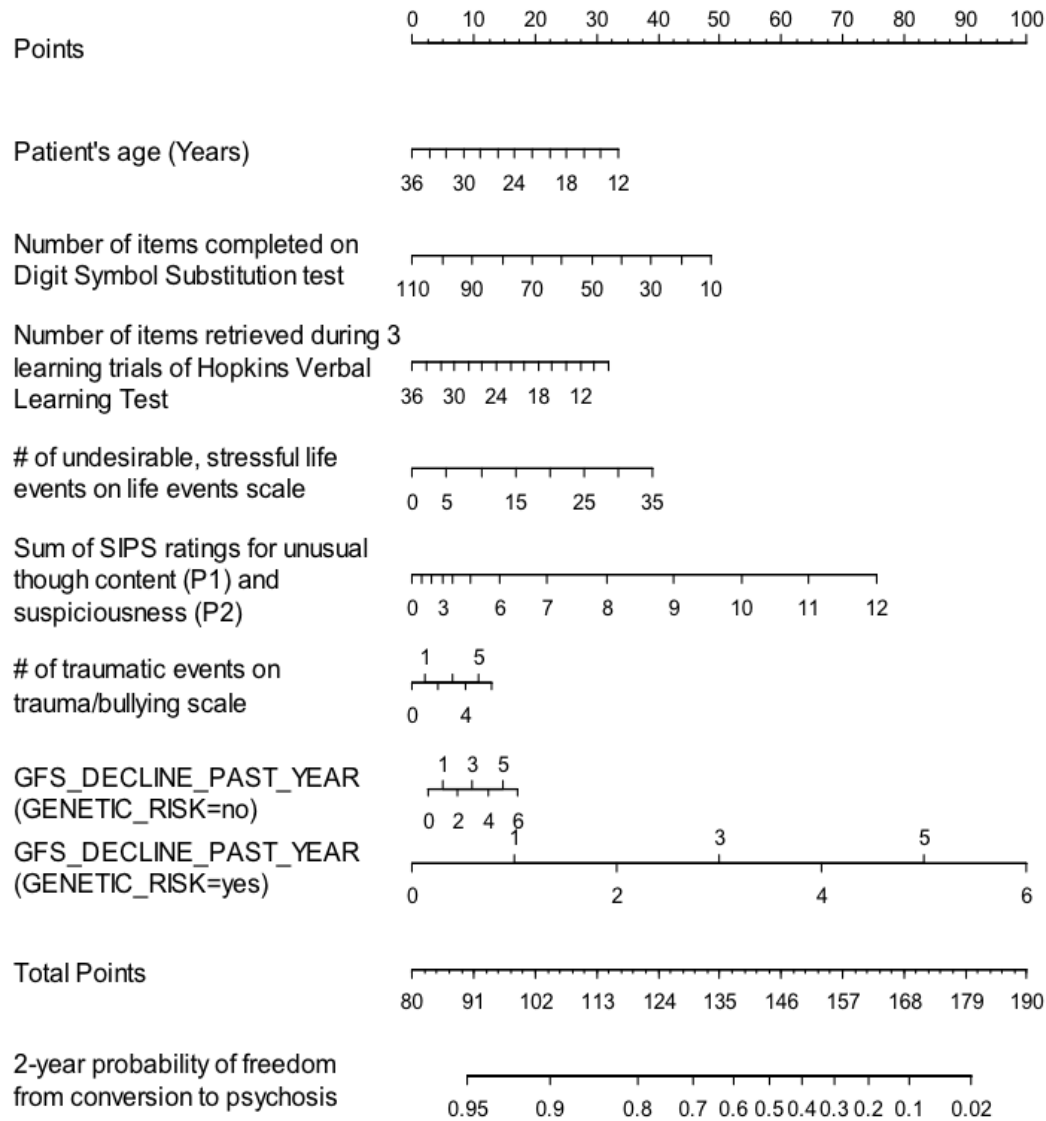 0 10 20 30 40 50 60 70 80 90 100
Points
Patient's age (Years)
36 30 24 18 12
Number of items completed on
Digit Symbol Substitution test
110 90 70 50 30 10
Number of items retrieved during 3
learning trials of Hopkins Verbal
Learning Test
36 30 24 18 12
# of undesirable, stressful life
events on life events scale
0 5 15 25 35
Sum of SIPS ratings for unusual
though content (P1) and
suspiciousness (P2)
0 3 6 7 8 9 10 11 12
1 5
# of traumatic events on
trauma/bullying scale
0 4
1 3 5
GFS_DECLINE_PAST_YEAR
(GENETIC_RISK=no)
0 2 4 6
1 3 5
GFS_DECLINE_PAST_YEAR
(GENETIC_RISK=yes)
0 2 4 6
Total Points
80 91 102 113 124 135 146 157 168 179 190
2-year probability of freedom
from conversion to psychosis
0.95 0.9 0.8 0.7 0.6 0.5 0.4 0.3 0.2 0.1 0.02